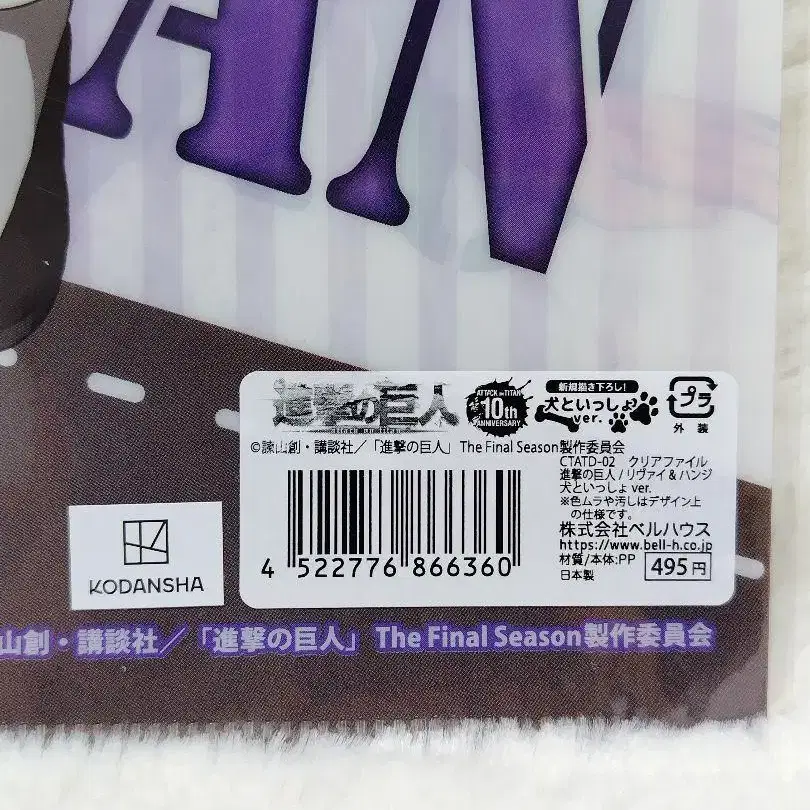 AN
進撃の巨人
ATTACK ON TITAN
10th
ANNIVERSARY
新規描き下ろし!
犬といっしょ
ver.
プラ
外装
©諫山創・講談社／「進撃の巨人」The Final Season製作委員会
CTATD-02 クリアファイル
進撃の巨人/リヴァイ&ハンジ
犬といっしょver.
※色ムラや汚しはデザイン上
の仕様です。
株式会社ベルハウス
https://www.bell-h.co.jp
材質/本体:PP
日本製
495円
4 522776 866360
KODANSHA
山創・講談社／「進撃の巨人」The Final Season製作委員会